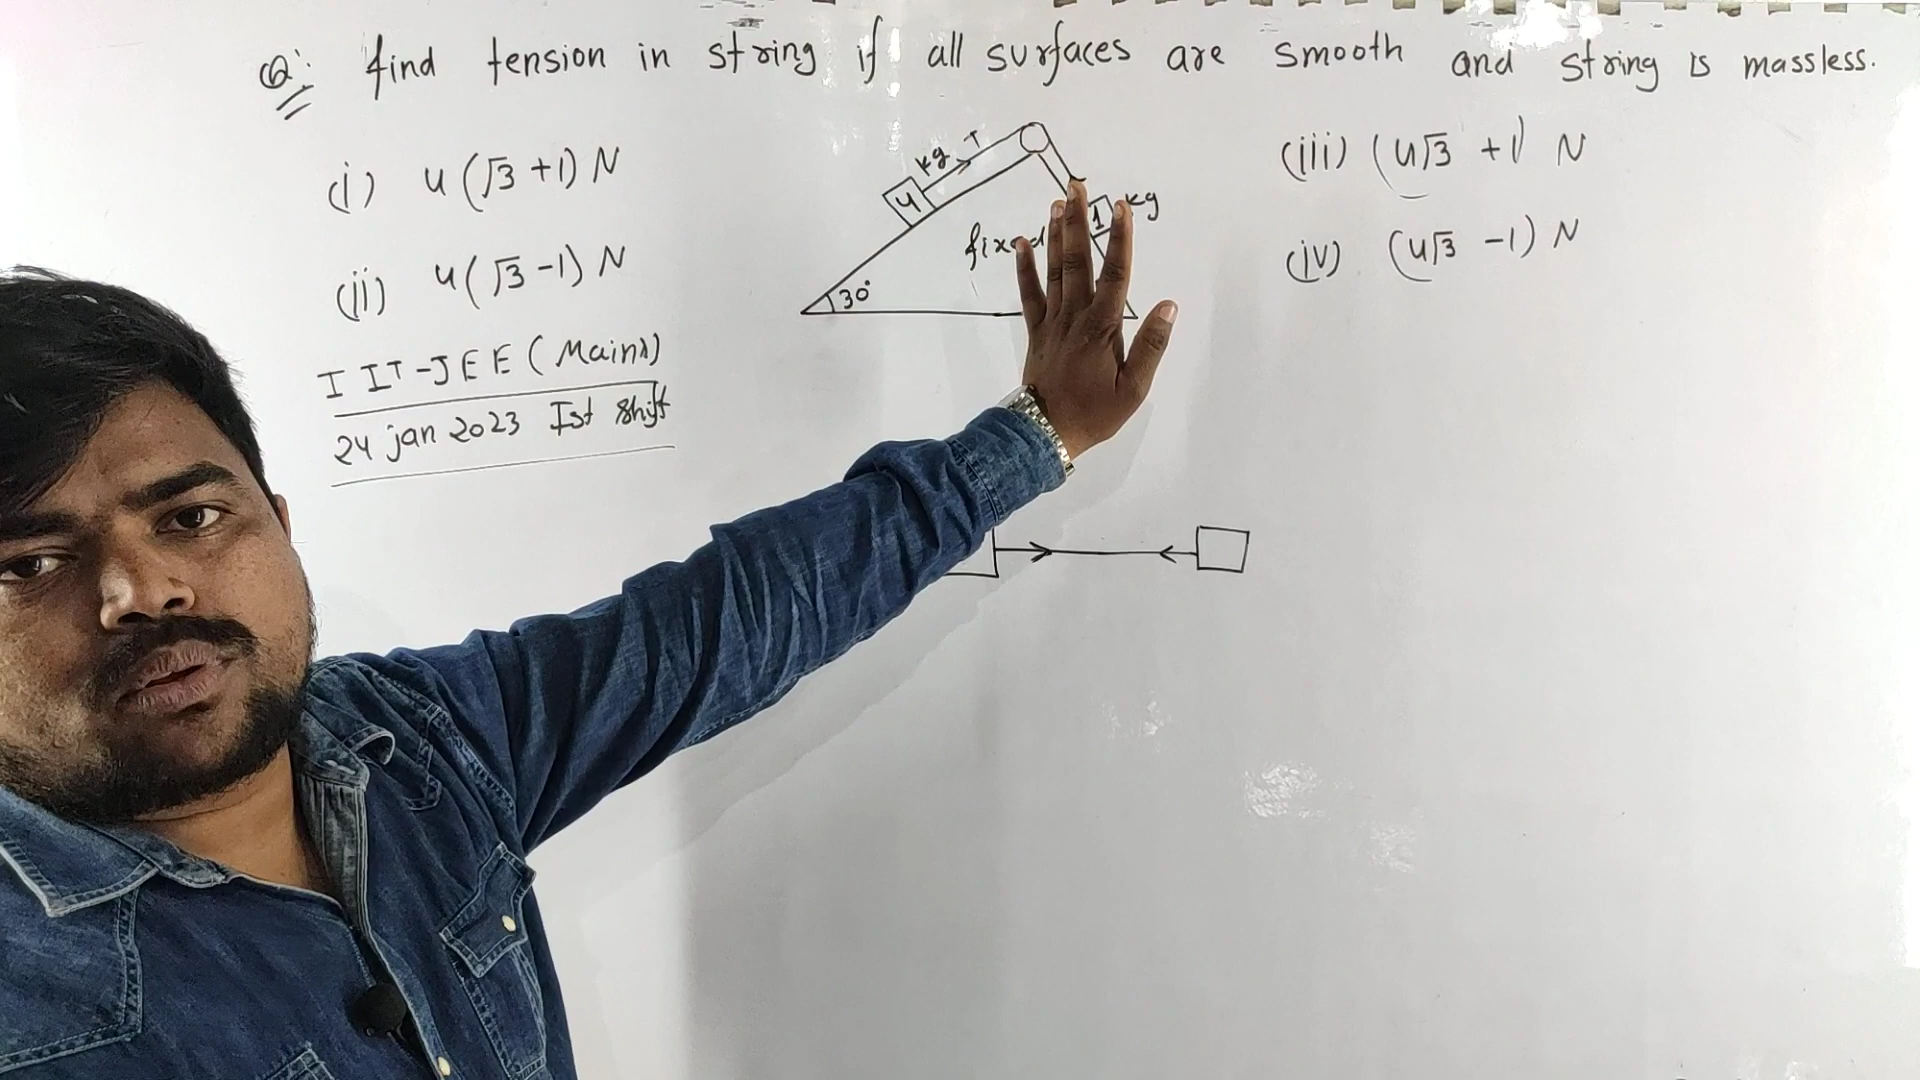 Q: find tension in string if all surfaces are smooth and string is massless.
(i) 4(√3+1) N
(ii) 4(√3-1) N
IIT-JEE (Mains)
24 jan 2023 Ist Shift
4 kg T
1 kg
fixed
30°
(iii) (4√3 +1) N
(iv) (4√3 -1) N